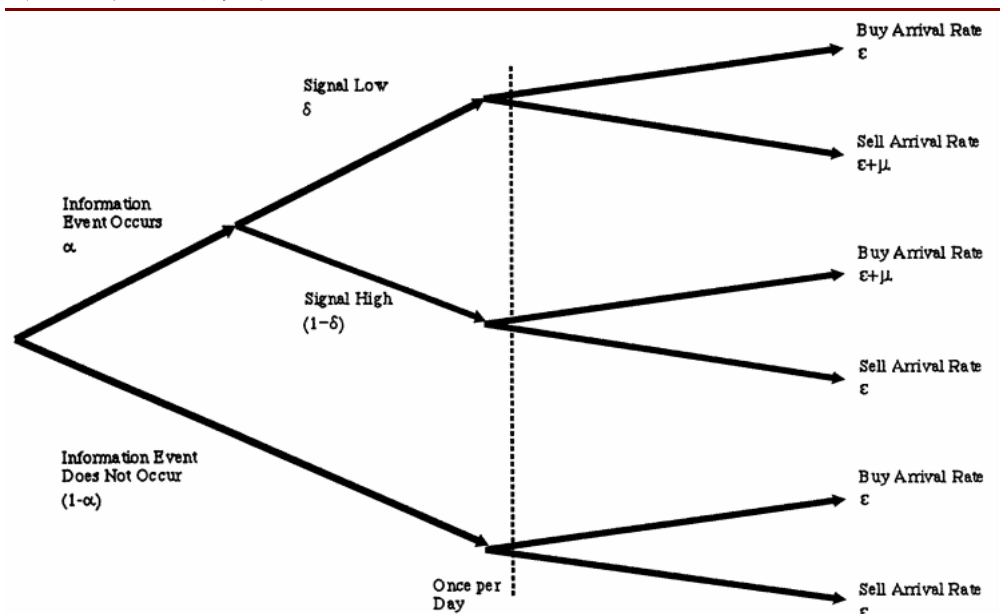 Buy Arrival Rate
ε
Signal Low
δ
Sell Arrival Rate
ε+μ
Information
Event Occurs
α
Buy Arrival Rate
ε+μ
Signal High
(1−δ)
Sell Arrival Rate
ε
Information Event
Does Not Occur
(1-α)
Buy Arrival Rate
ε
Once per
Day
Sell Arrival Rate